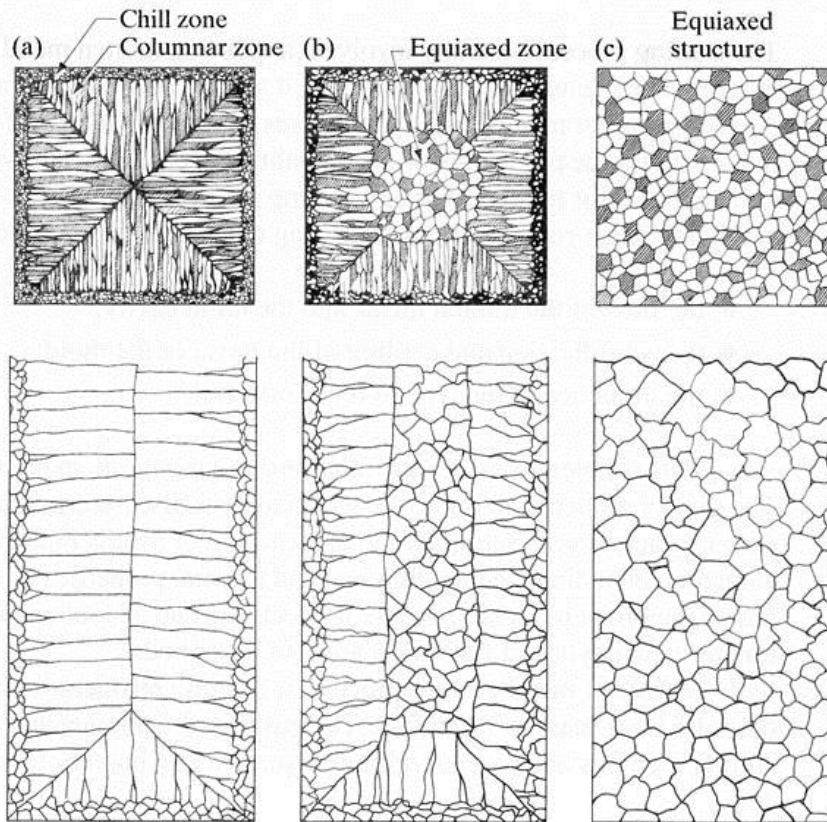 Chill zone
(a) Columnar zone
(b) Equiaxed zone
(c) Equiaxed
structure